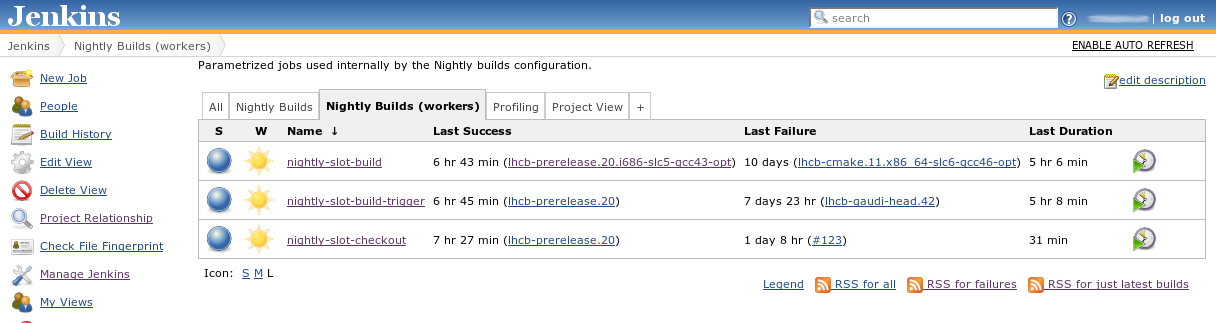 Jenkins
search
| log out
Jenkins Nightly Builds (workers)
ENABLE AUTO REFRESH
New Job
People
Build History
Edit View
Delete View
Project Relationship
Check File Fingerprint
Manage Jenkins
My Views
Parametrized jobs used internally by the Nightly builds configuration.
edit description
All Nightly Builds Nightly Builds (workers) Profiling Project View +
S W Name ↓ Last Success Last Failure Last Duration
nightly-slot-build 6 hr 43 min (lhcb-prerelease.20.i686-slc5-gcc43-opt) 10 days (lhcb-cmake.11.x86_64-slc6-gcc46-opt) 5 hr 6 min
nightly-slot-build-trigger 6 hr 45 min (lhcb-prerelease.20) 7 days 23 hr (lhcb-gaudi-head.42) 5 hr 8 min
nightly-slot-checkout 7 hr 27 min (lhcb-prerelease.20) 1 day 8 hr (#123) 31 min
Icon: S M L
Legend RSS for all RSS for failures RSS for just latest builds